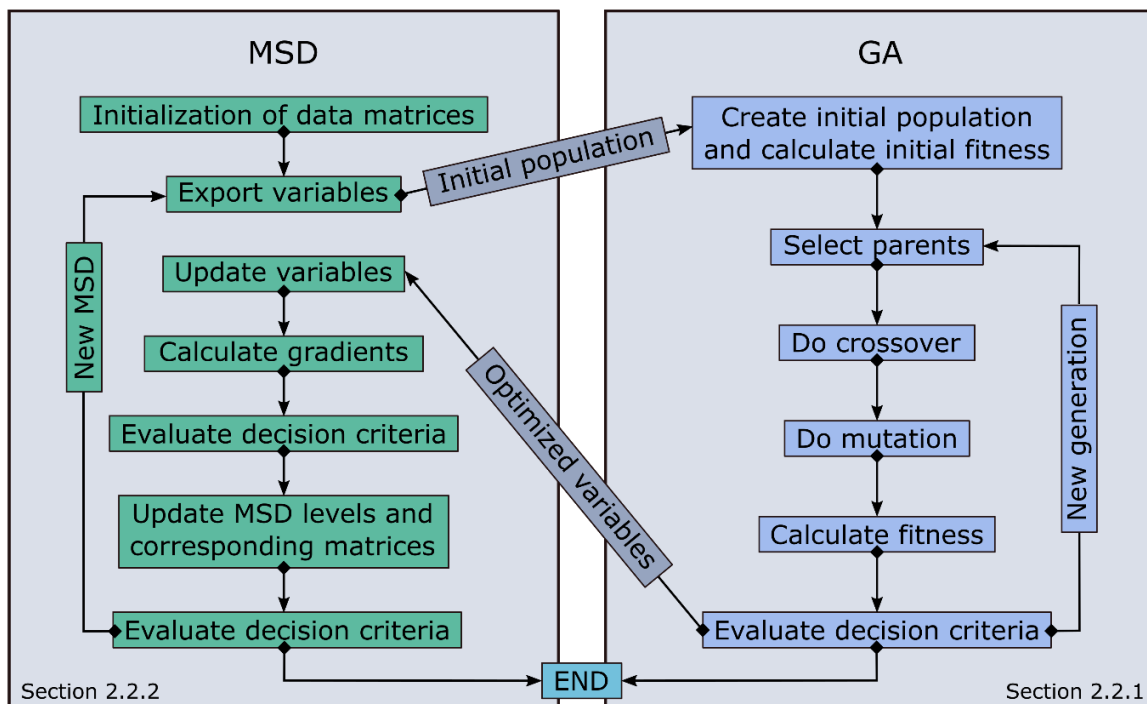 MSD
Initialization of data matrices
Export variables
New MSD
Update variables
Calculate gradients
Evaluate decision criteria
Update MSD levels and
corresponding matrices
Evaluate decision criteria
Section 2.2.2
Initial population
Optimized variables
END
GA
Create initial population
and calculate initial fitness
Select parents
Do crossover
Do mutation
Calculate fitness
Evaluate decision criteria
New generation
Section 2.2.1